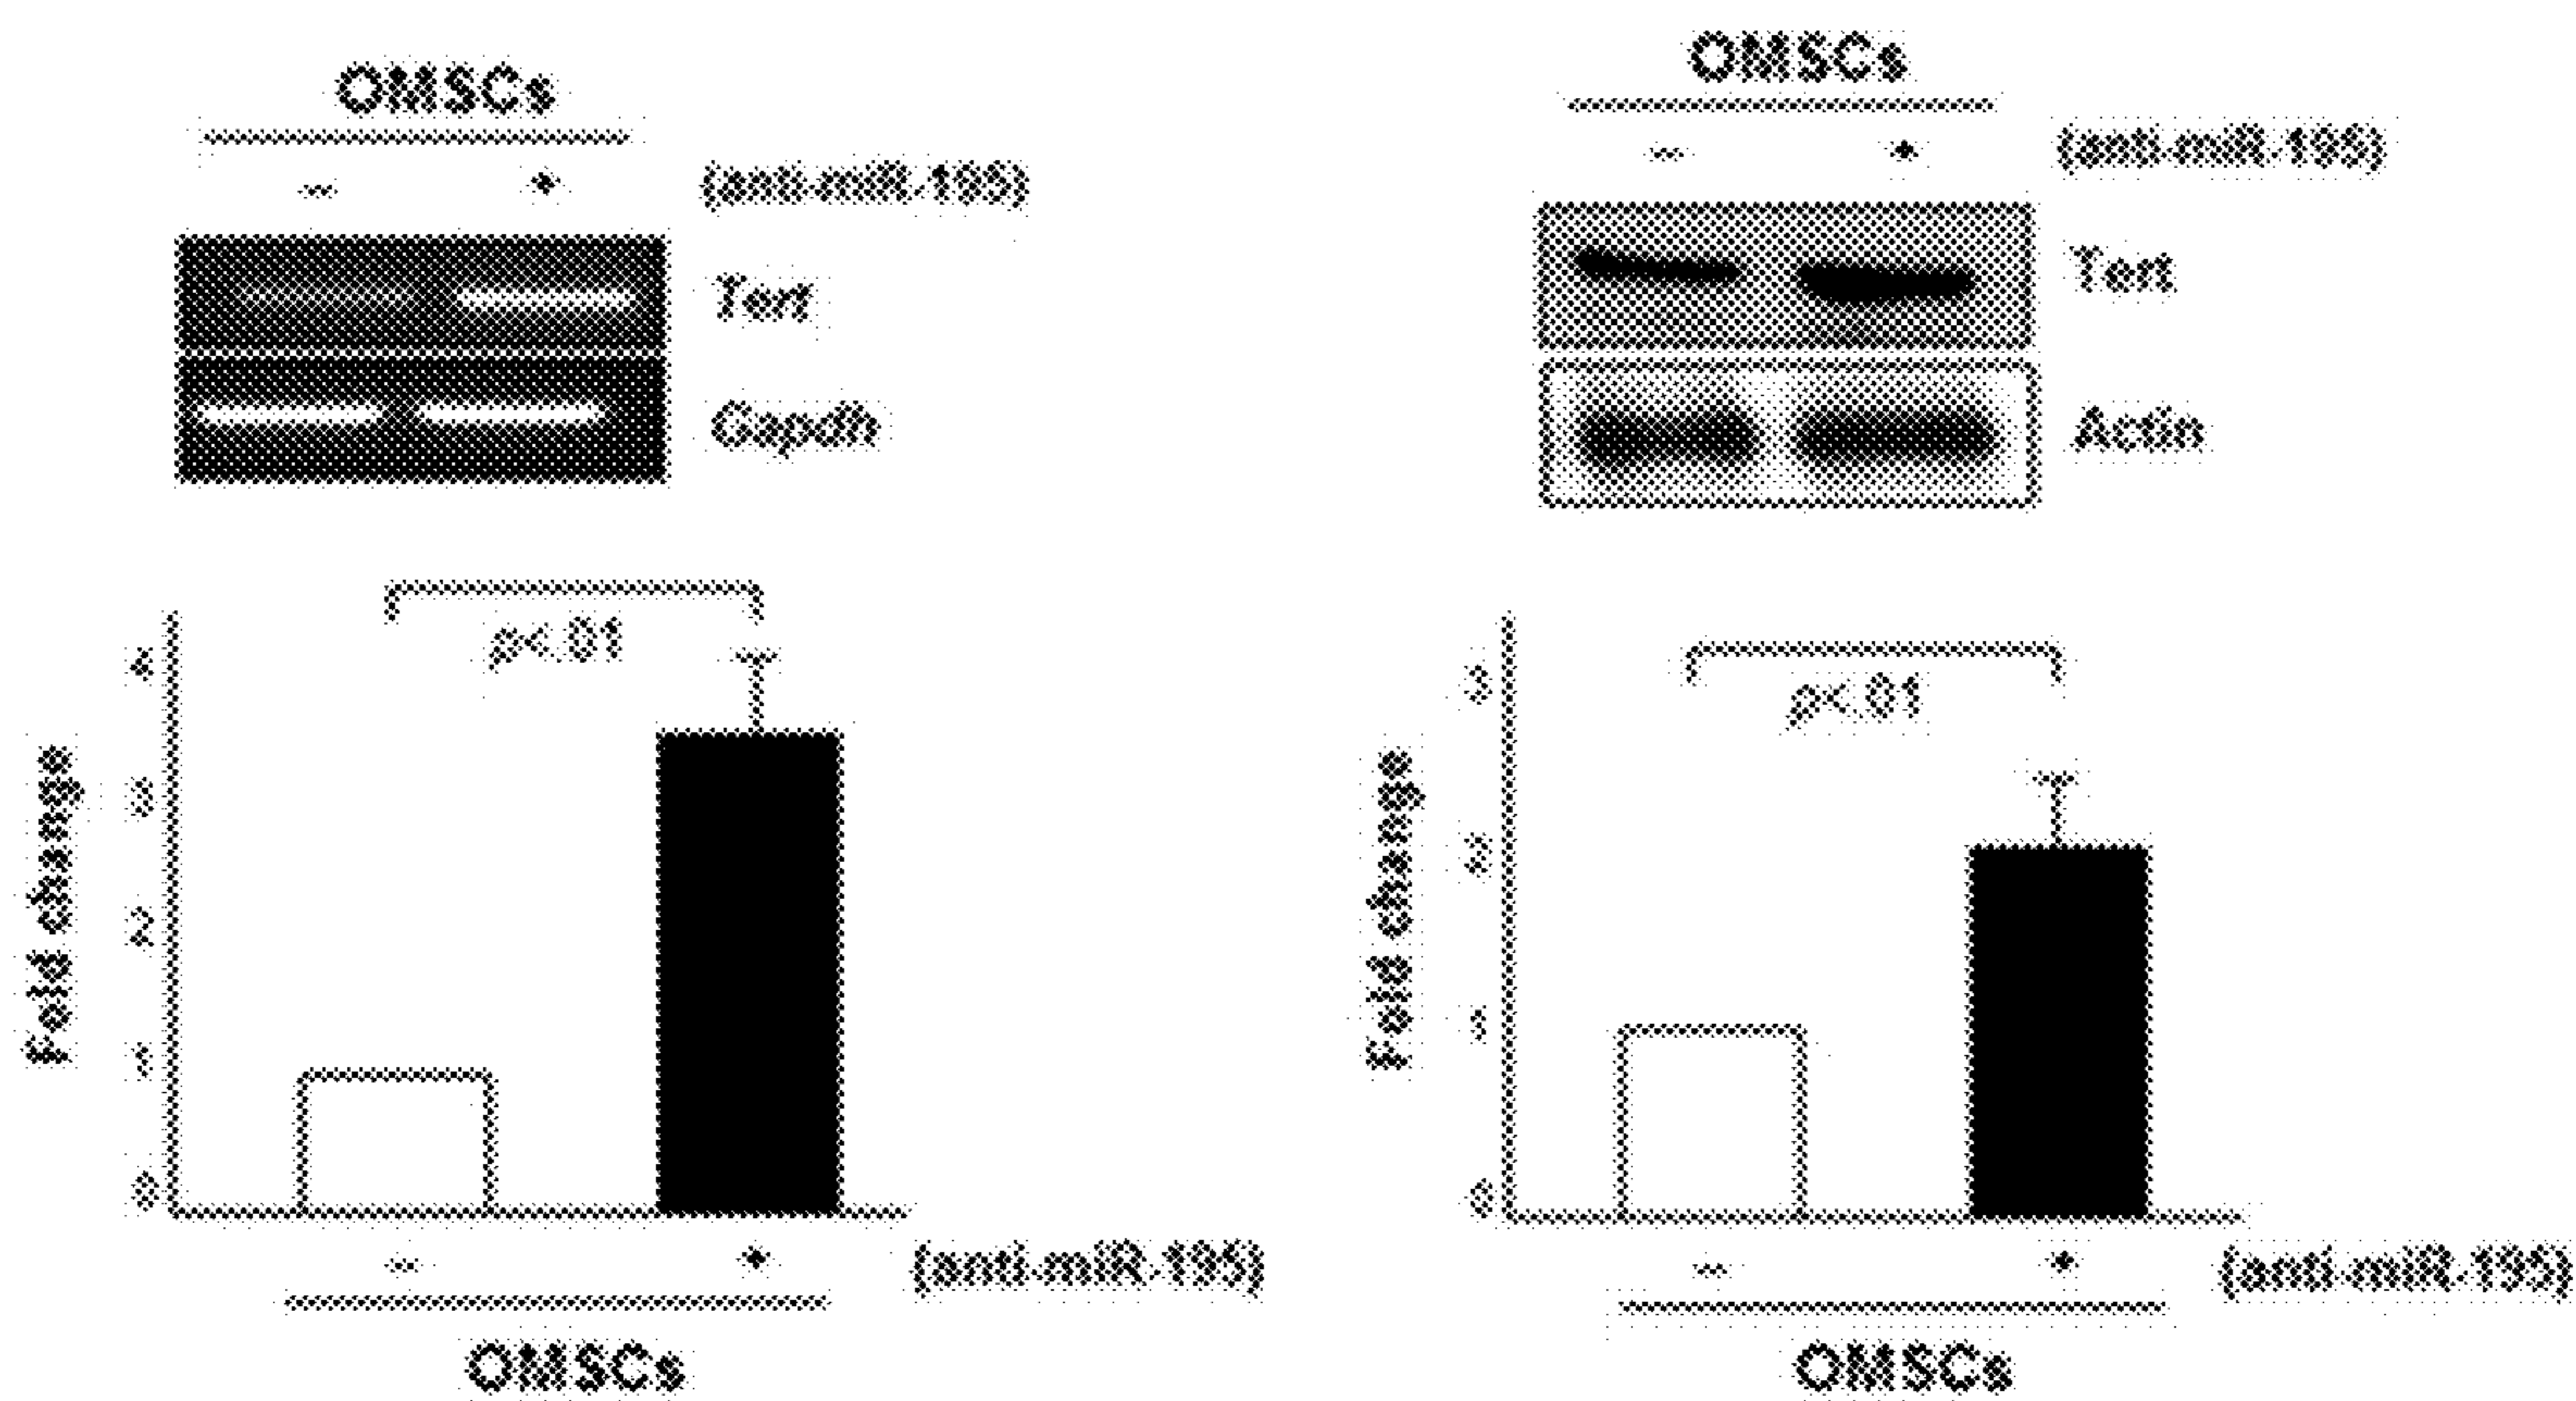 OMSCs
– + (anti-miR-195)
Tert
Gapdh
p<.01
4
3
2
1
0
Fold change
– + (anti-miR-195)
OMSCs
OMSCs
– + (anti-miR-195)
Tert
Actin
p<.01
3
2
1
0
Fold change
– + (anti-miR-195)
OMSCs